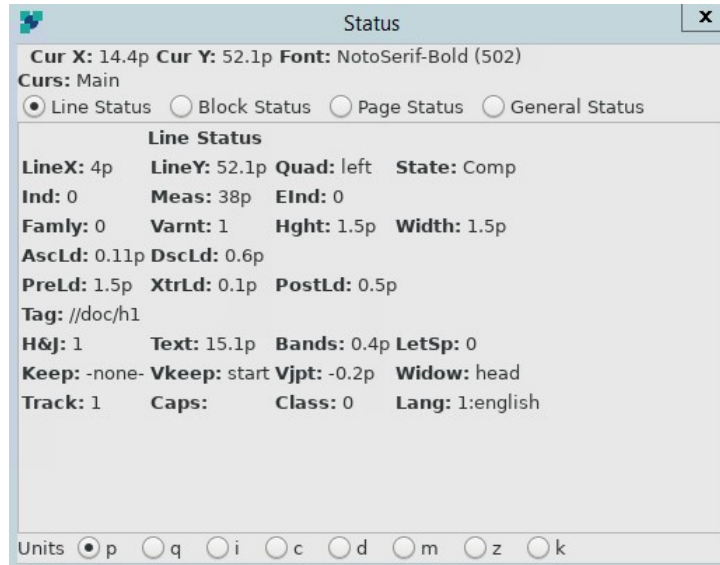 Status
x
Cur X: 14.4p Cur Y: 52.1p Font: NotoSerif-Bold (502)
Curs: Main
Line Status Block Status Page Status General Status
Line Status
LineX: 4p LineY: 52.1p Quad: left State: Comp
Ind: 0 Meas: 38p EInd: 0
Famly: 0 Varnt: 1 Hght: 1.5p Width: 1.5p
AscLd: 0.11p DscLd: 0.6p
PreLd: 1.5p XtrLd: 0.1p PostLd: 0.5p
Tag: //doc/h1
H&J: 1 Text: 15.1p Bands: 0.4p LetSp: 0
Keep: -none- Vkeep: start Vjpt: -0.2p Widow: head
Track: 1 Caps: Class: 0 Lang: 1:english
Units p q i c d m z k